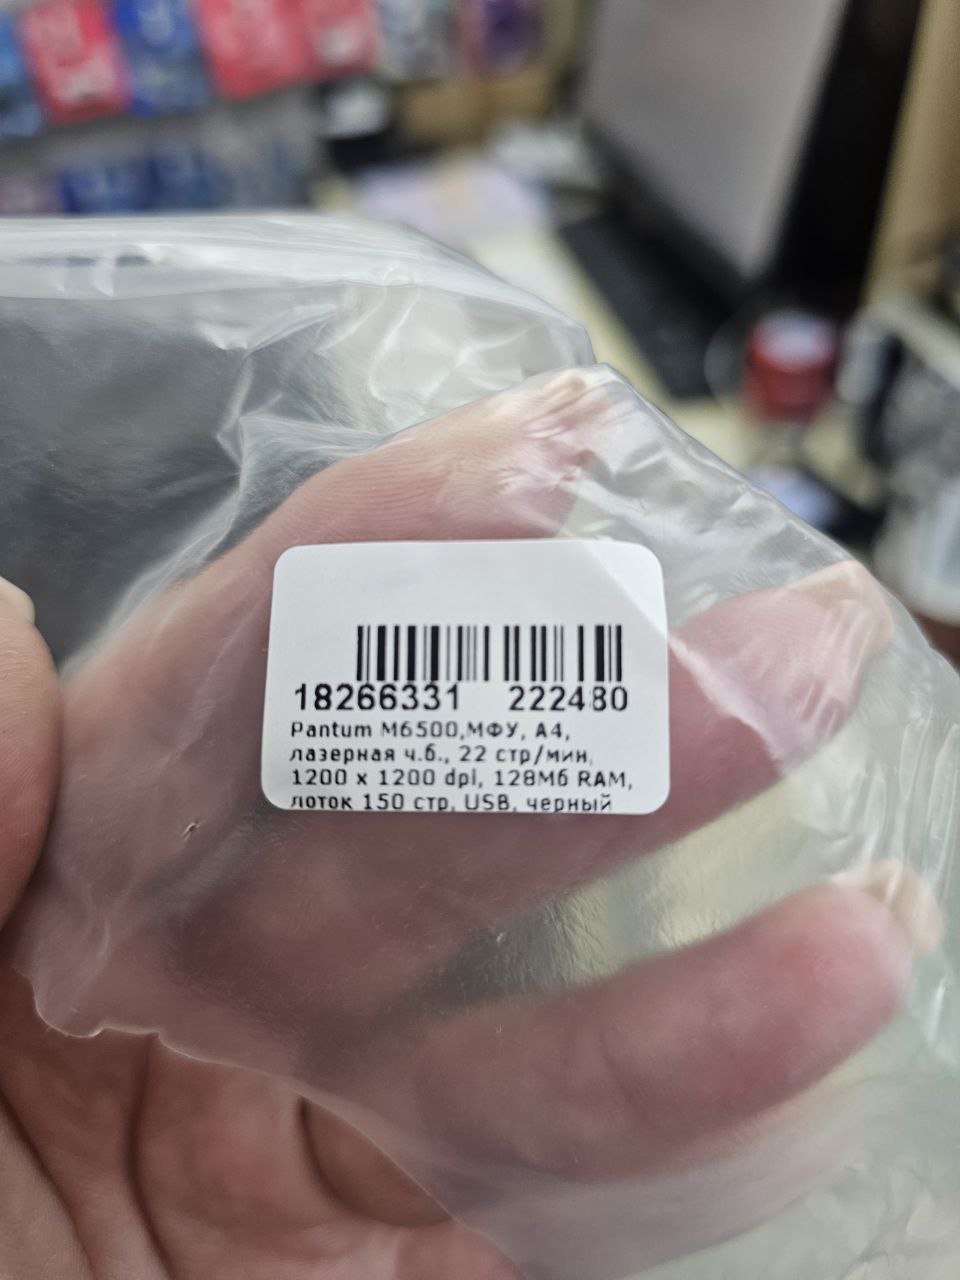 18266331 222480
Pantum M6500,МФУ, А4,
лазерная ч.б., 22 стр/мин,
1200 x 1200 dpi, 128Мб RAM,
лоток 150 стр, USB, черный